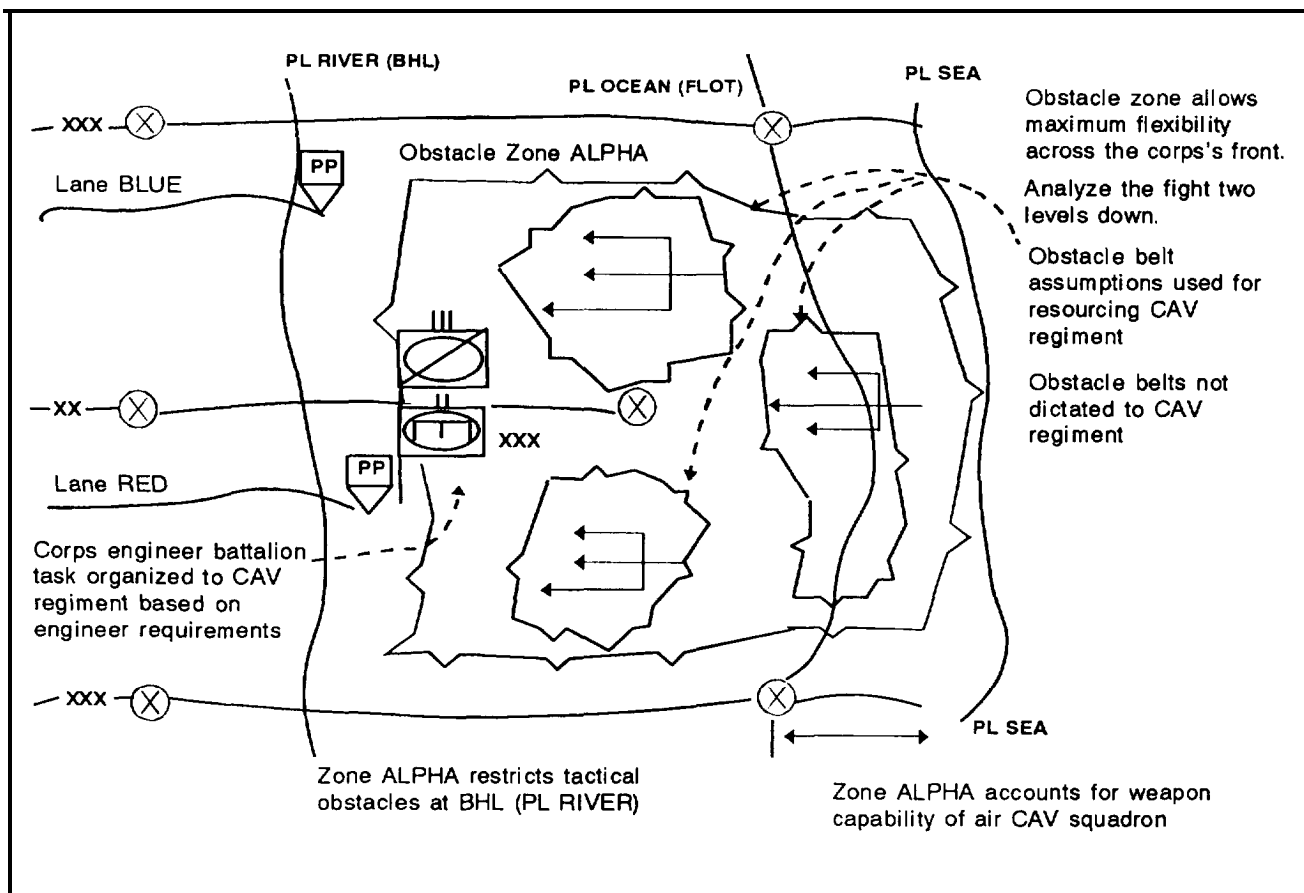 PL RIVER (BHL)
PL OCEAN (FLOT)
PL SEA
XXX
X
X
Obstacle Zone ALPHA
PP
Lane BLUE
Obstacle zone allows
maximum flexibility
across the corps's front.
Analyze the fight two
levels down.
Obstacle belt
assumptions used for
resourcing CAV
regiment
Obstacle belts not
dictated to CAV
regiment
III
XX
X
X
II
XXX
PP
Lane RED
Corps engineer battalion
task organized to CAV
regiment based on
engineer requirements
XXX
X
X
PL SEA
Zone ALPHA restricts tactical
obstacles at BHL (PL RIVER)
Zone ALPHA accounts for weapon
capability of air CAV squadron